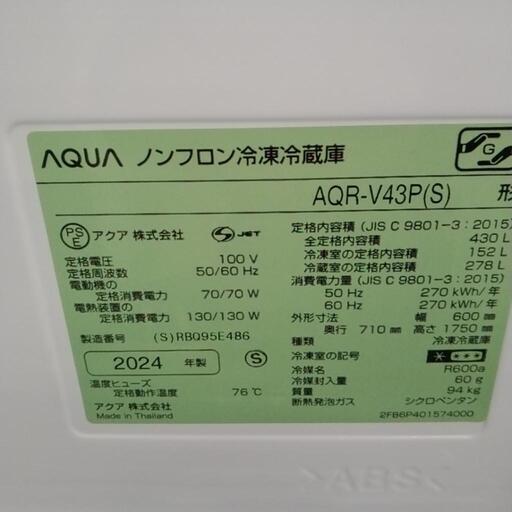 AQUA ノンフロン冷凍冷蔵庫
G
AQR-V43P(S) 形
PS E アクア 株式会社 S JET
定格電圧 100 V
定格周波数 50/60 Hz
電動機の
定格消費電力 70/70 W
電熱装置の
定格消費電力 130/130 W
製造番号 (S)RBQ95E486
2024 年製 S
温度ヒューズ
定格動作温度 76℃
アクア 株式会社
Made in Thailand
定格内容積 (JIS C 9801-3:2015)
全定格内容積 430 L
冷凍室の定格内容積 152 L
冷蔵室の定格内容積 278 L
消費電力量 (JIS C 9801-3:2015)
50 Hz 270 kWh/年
60 Hz 270 kWh/年
外形寸法 幅 600 mm
奥行 710 mm 高さ 1750 mm
種類 冷凍冷蔵庫
冷凍室の記号
冷媒名 R600a
冷媒封入量 60 g
質量 94 kg
断熱発泡ガス シクロペンタン
2FB6P401574000
>ABS<